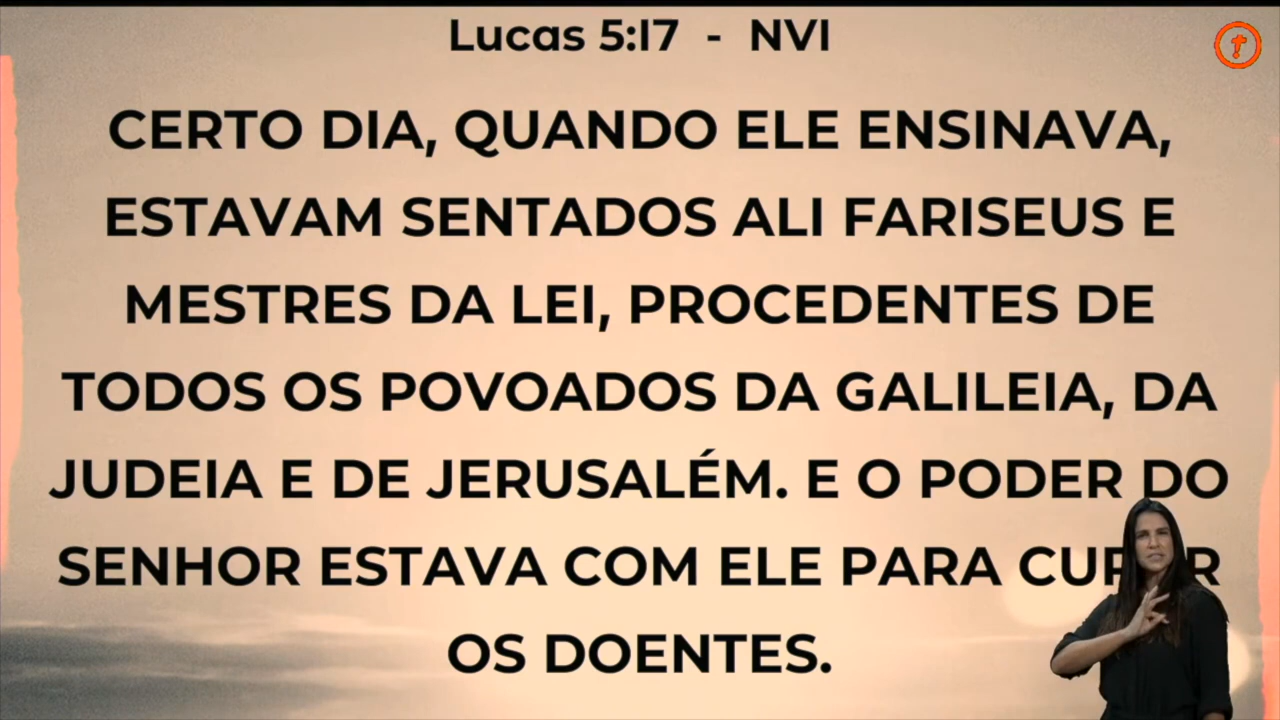 Lucas 5:17 - NVI
CERTO DIA, QUANDO ELE ENSINAVA,
ESTAVAM SENTADOS ALI FARISEUS E
MESTRES DA LEI, PROCEDENTES DE
TODOS OS POVOADOS DA GALILEIA, DA
JUDEIA E DE JERUSALÉM. E O PODER DO
SENHOR ESTAVA COM ELE PARA
OS DOENTES.